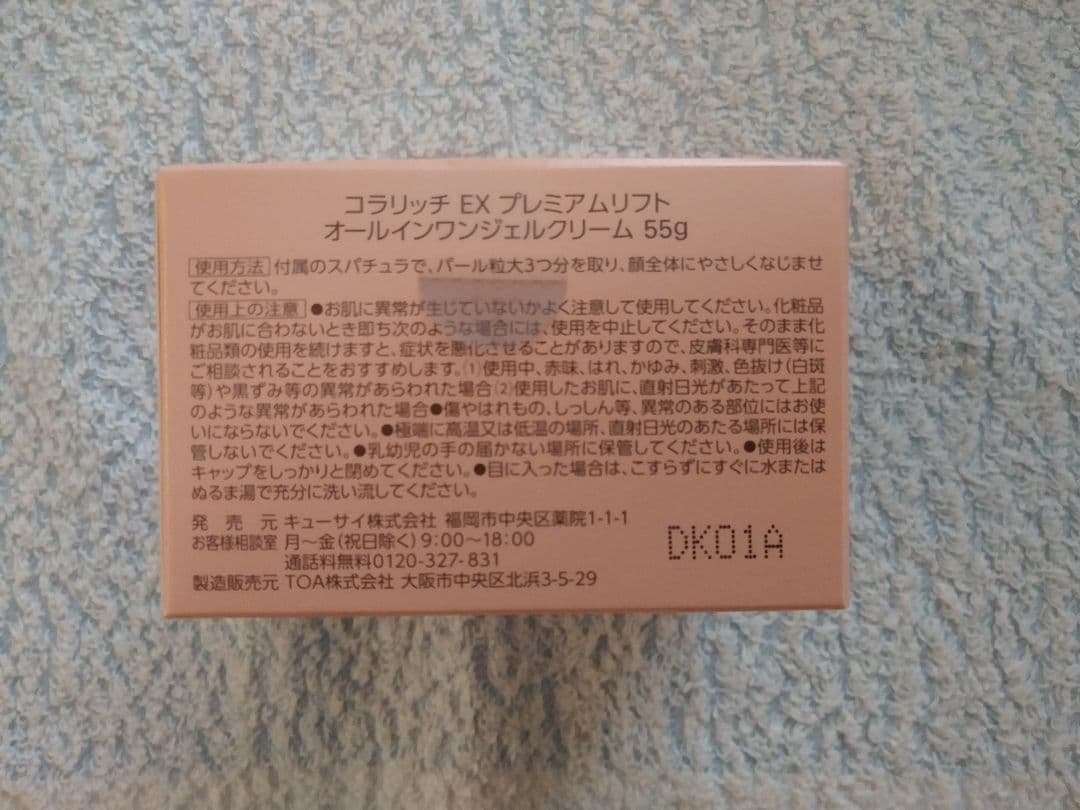 コラリッチ EX プレミアムリフト
オールインワンジェルクリーム 55g
使用方法 付属のスパチュラで、パール粒大3つ分を取り、顔全体にやさしくなじませ
てください。
使用上の注意 ●お肌に異常が生じていないかよく注意して使用してください。化粧品
がお肌に合わないとき即ち次のような場合には、使用を中止してください。そのまま化
粧品類の使用を続けますと、症状を悪化させることがありますので、皮膚科専門医等に
ご相談されることをおすすめします。(1)使用中、赤味、はれ、かゆみ、刺激、色抜け(白斑
等)や黒ずみ等の異常があらわれた場合(2)使用したお肌に、直射日光があたって上記
のような異常があらわれた場合●傷やはれもの、しっしん等、異常のある部位にはお使
いにならないでください。●極端に高温又は低温の場所、直射日光のあたる場所には保
管しないでください。●乳幼児の手の届かない場所に保管してください。●使用後は
キャップをしっかりと閉めてください。●目に入った場合は、こすらずにすぐに水または
ぬるま湯で充分に洗い流してください。
発売元 キューサイ株式会社 福岡市中央区薬院1-1-1
お客様相談室 月～金(祝日除く)9:00～18:00
通話料無料0120-327-831
製造販売元 TOA株式会社 大阪市中央区北浜3-5-29
DK01A